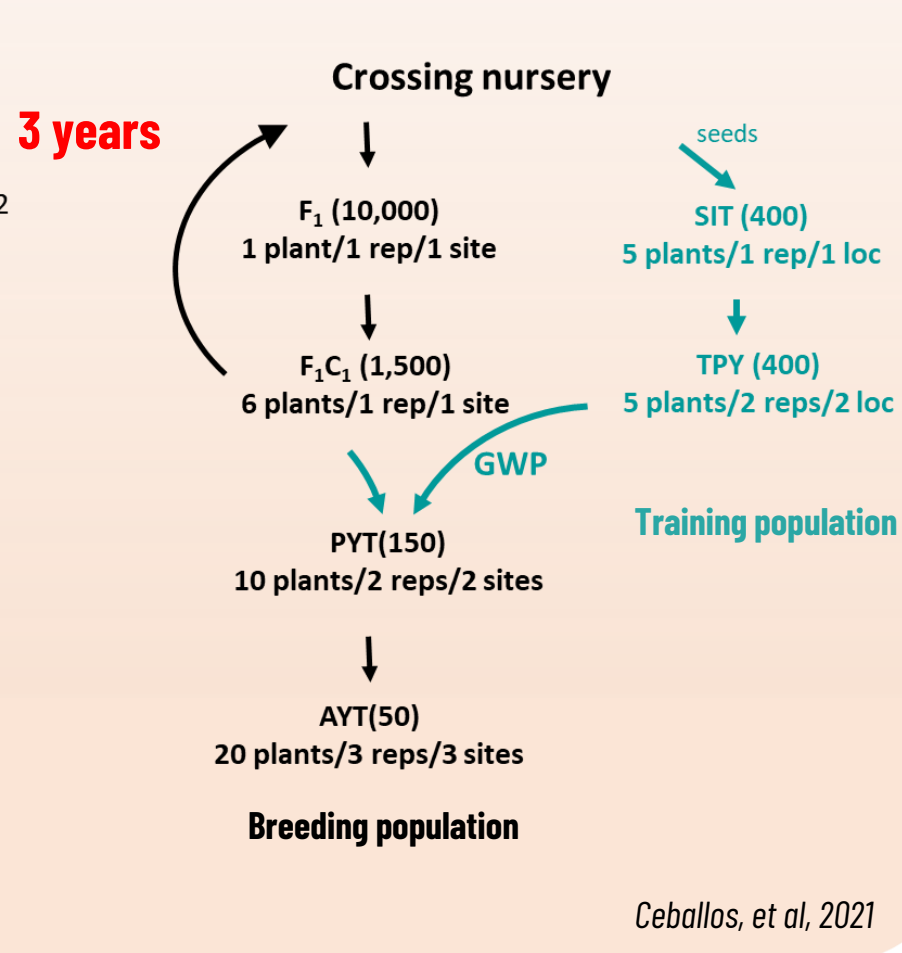 Crossing nursery
3 years
seeds
2
F₁ (10,000)
1 plant/1 rep/1 site
SIT (400)
5 plants/1 rep/1 loc
F₁C₁ (1,500)
6 plants/1 rep/1 site
TPY (400)
5 plants/2 reps/2 loc
GWP
PYT(150)
10 plants/2 reps/2 sites
Training population
AYT(50)
20 plants/3 reps/3 sites
Breeding population
Ceballos, et al, 2021